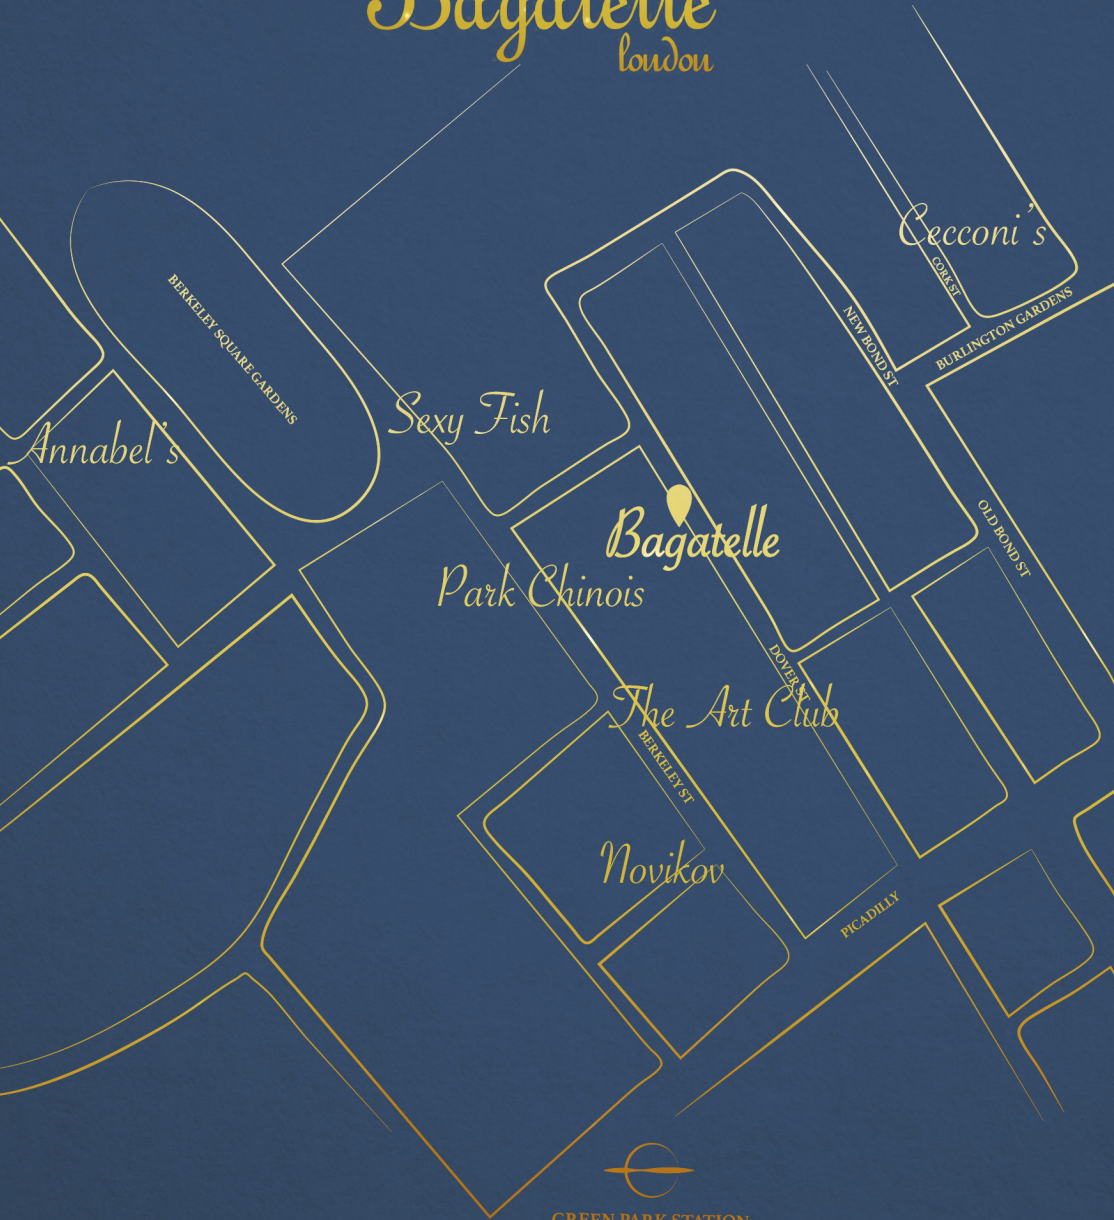 Bagatelle
london
Cecconi's
CORK ST
BURLINGTON GARDENS
BERKELEY SQUARE GARDENS
NEW BOND ST
Sexy Fish
Annabel's
Bagatelle
OLD BOND ST
Park Chinois
DOVER ST
The Art Club
BERKELEY ST
Novikov
PICADILLY
GREEN PARK STATION